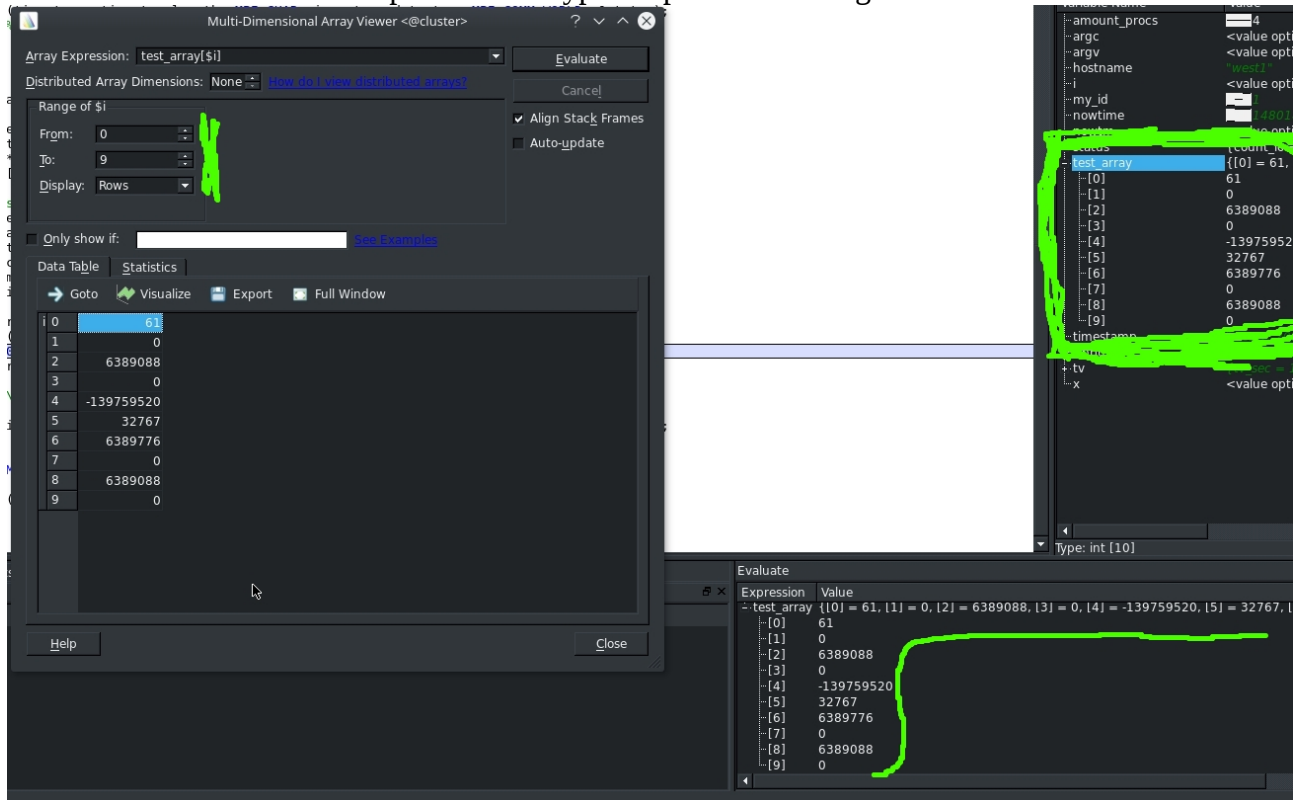 Multi-Dimensional Array Viewer <@cluster>
Array Expression: test_array[$i]
Evaluate
Distributed Array Dimensions: None How do I view distributed arrays?
Cancel
Range of $i
Align Stack Frames
From: 0
Auto-update
To: 9
Display: Rows
Only show if: See Examples
Data Table Statistics
Goto Visualize Export Full Window
i 0 61
1 0
2 6389088
3 0
4 -139759520
5 32767
6 6389776
7 0
8 6389088
9 0
Help Close
amount_procs 4
argc <value opti
argv <value opti
hostname "west1"
i <value opti
my_id
nowtime 14801
test_array {[0] = 61,
[0] 61
[1] 0
[2] 6389088
[3] 0
[4] -13975952
[5] 32767
[6] 6389776
[7] 0
[8] 6389088
[9] 0
timestamp
tv
x <value opti
Type: int [10]
Evaluate
Expression Value
test_array {[0] = 61, [1] = 0, [2] = 6389088, [3] = 0, [4] = -139759520, [5] = 32767, [
[0] 61
[1] 0
[2] 6389088
[3] 0
[4] -139759520
[5] 32767
[6] 6389776
[7] 0
[8] 6389088
[9] 0